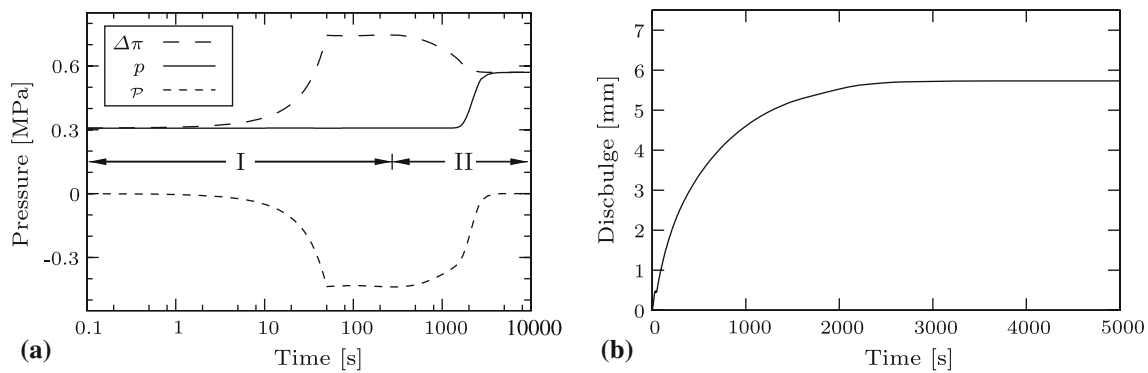 Δπ
p
𝒫
Pressure [MPa]
0.6
0.3
0
-0.3
I
II
0.1
1
10
100
1000
10000
Time [s]
(a)
Discbulge [mm]
7
6
5
4
3
2
1
0
0
1000
2000
3000
4000
5000
Time [s]
(b)